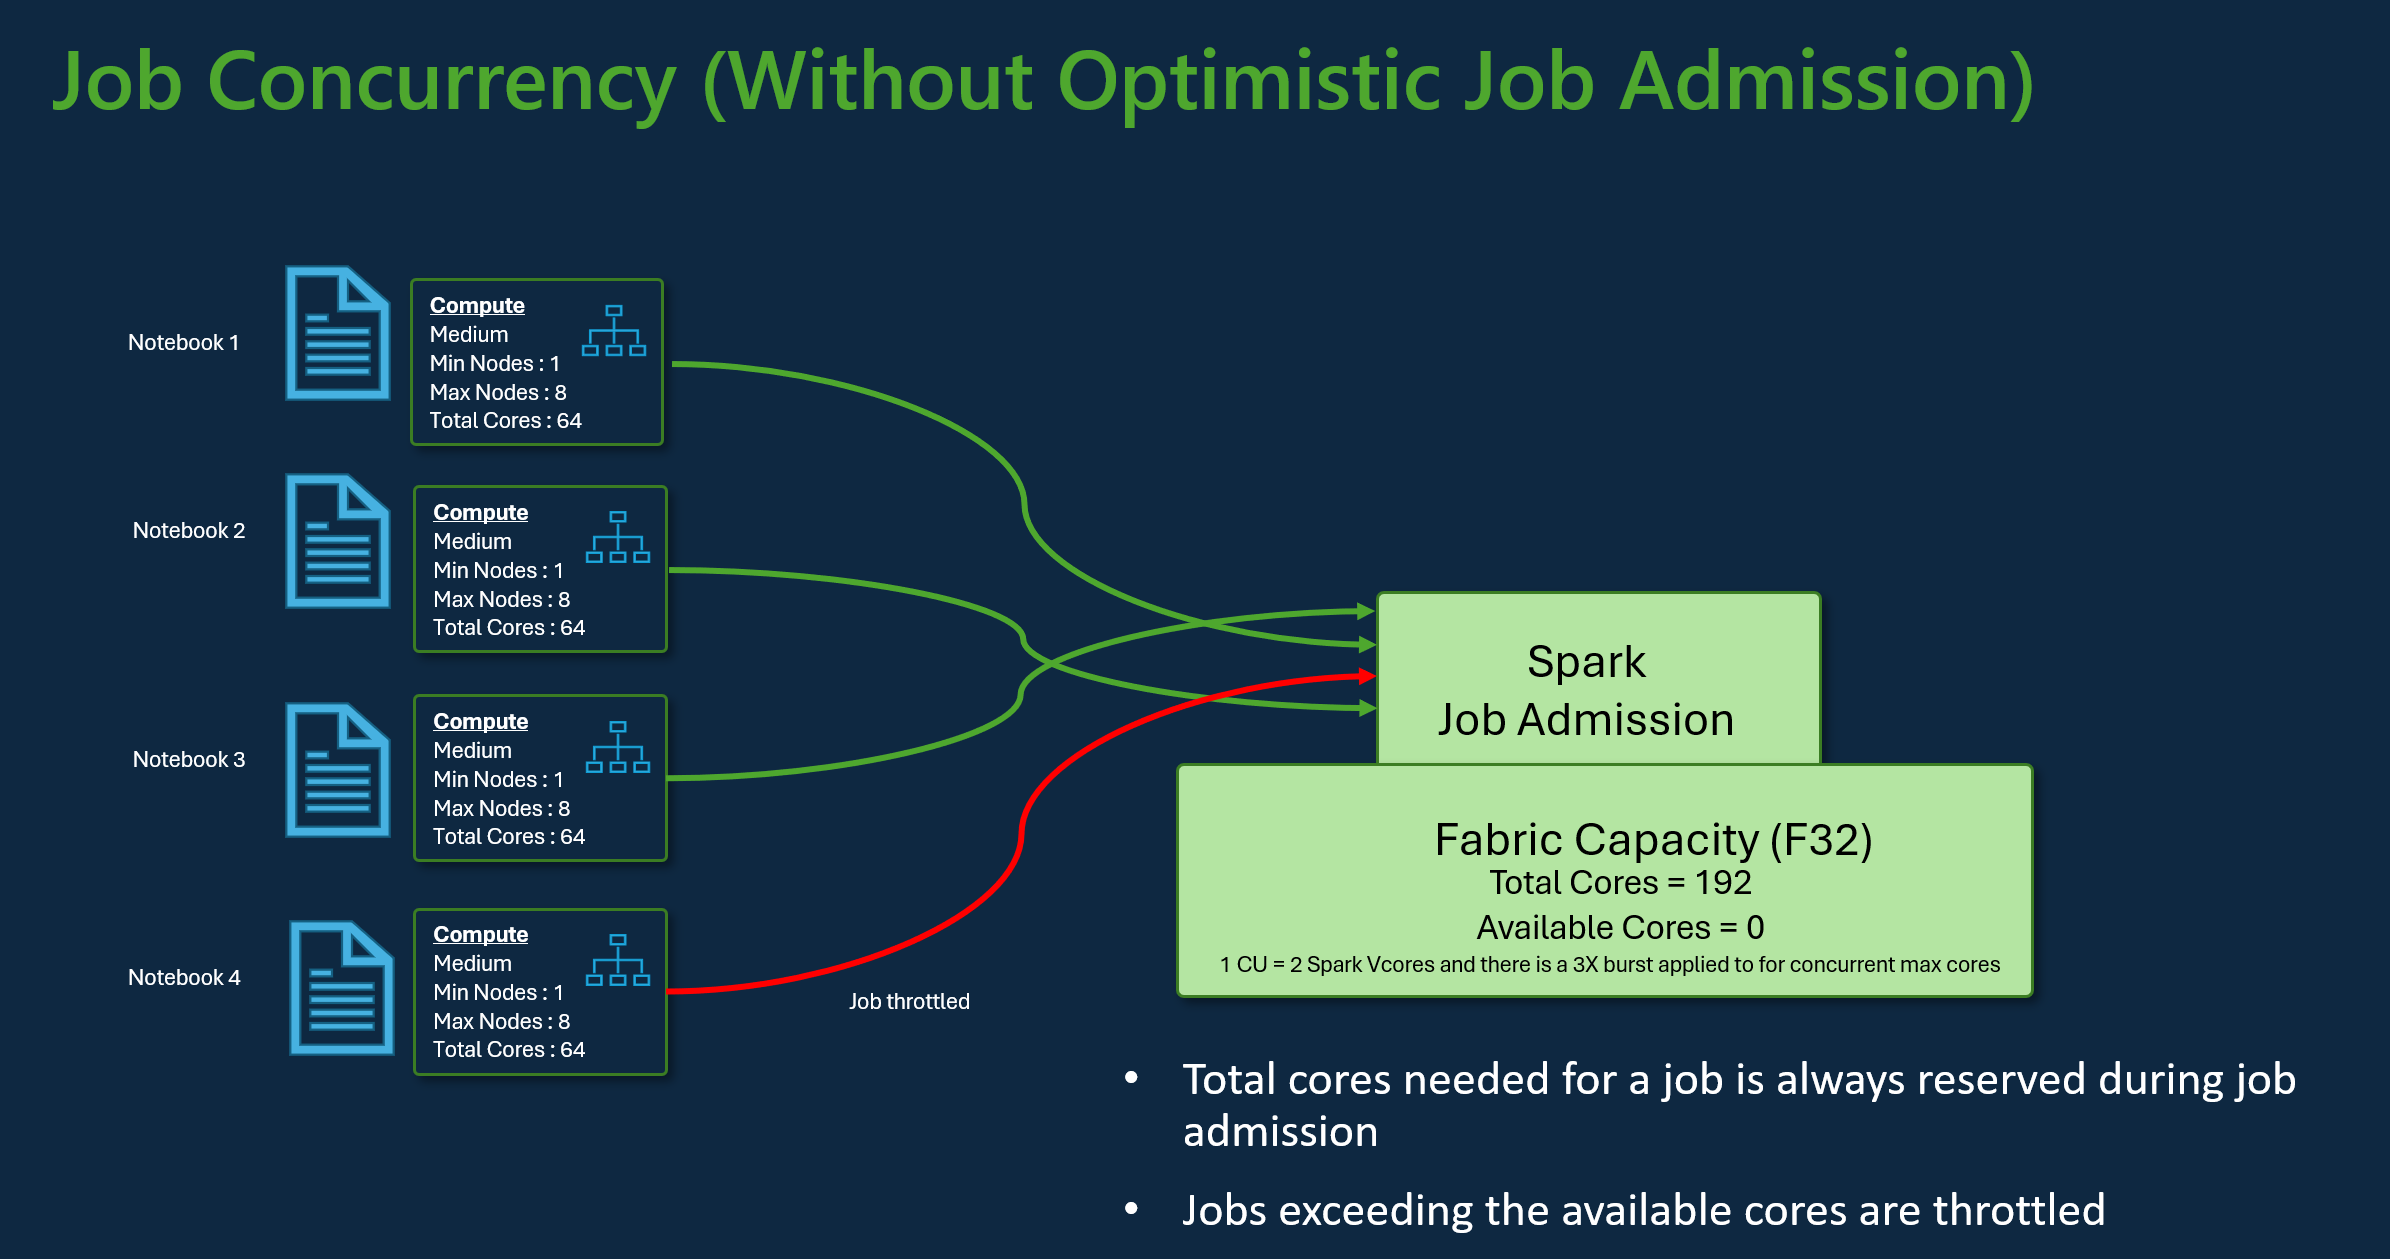 Job Concurrency (Without Optimistic Job Admission)
Notebook 1
Compute
Medium
Min Nodes : 1
Max Nodes : 8
Total Cores : 64
Notebook 2
Compute
Medium
Min Nodes : 1
Max Nodes : 8
Total Cores : 64
Notebook 3
Compute
Medium
Min Nodes : 1
Max Nodes : 8
Total Cores : 64
Notebook 4
Compute
Medium
Min Nodes : 1
Max Nodes : 8
Total Cores : 64
Job throttled
Spark
Job Admission
Fabric Capacity (F32)
Total Cores = 192
Available Cores = 0
1 CU = 2 Spark Vcores and there is a 3X burst applied to for concurrent max cores
• Total cores needed for a job is always reserved during job
admission
• Jobs exceeding the available cores are throttled